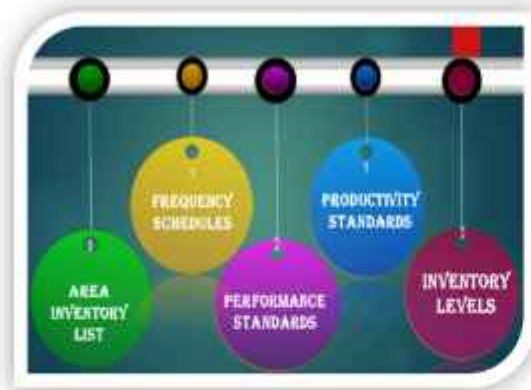 AREA
INVENTORY
LIST
FREQUENCY
SCHEDULES
PERFORMANCE
STANDARDS
PRODUCTIVITY
STANDARDS
INVENTORY
LEVELS